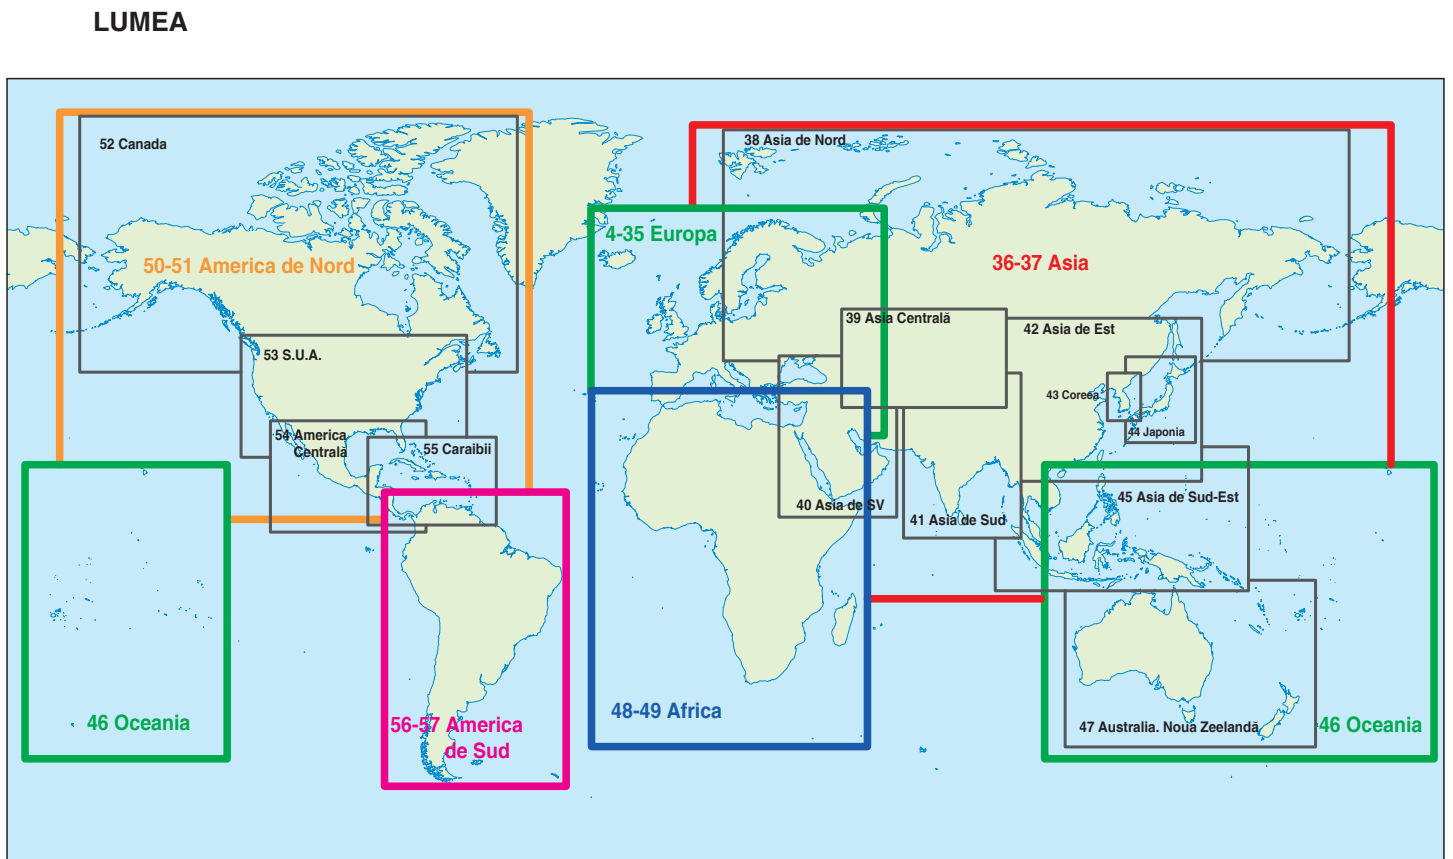 LUMEA
52 Canada
38 Asia de Nord
4-35 Europa
50-51 America de Nord
36-37 Asia
39 Asia Centrală
42 Asia de Est
53 S.U.A.
43 Coreea
54 America
Centrală
55 Caraibii
44 Japonia
40 Asia de SV
41 Asia de Sud
45 Asia de Sud-Est
46 Oceania
56-57 America
de Sud
48-49 Africa
47 Australia. Noua Zeelandă
46 Oceania